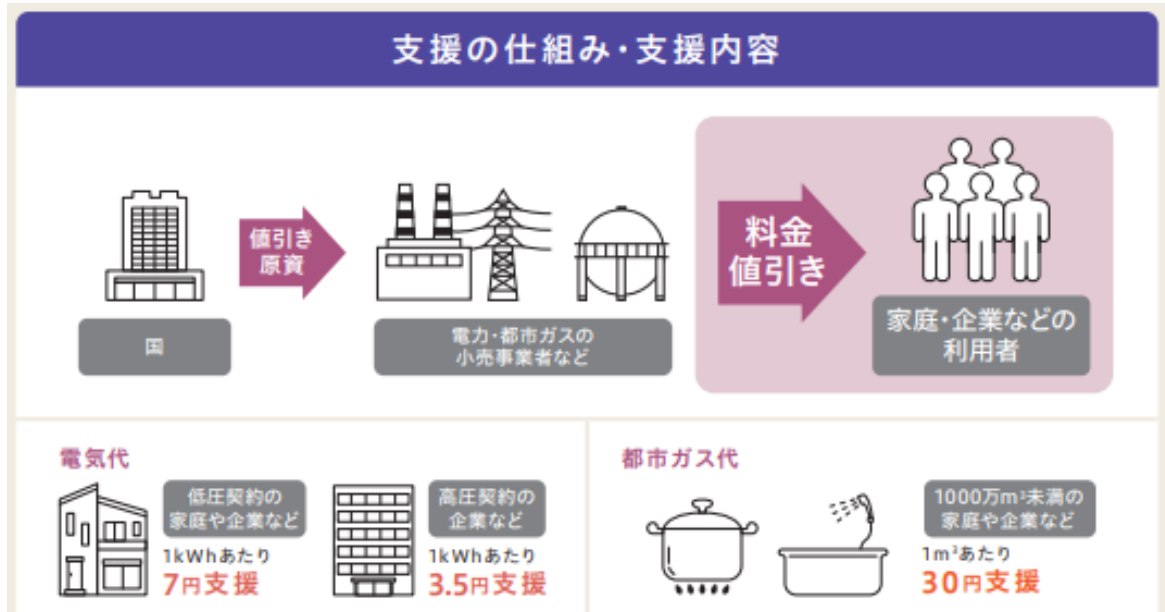 支援の仕組み・支援内容
値引き
原資
料金
値引き
国
電力・都市ガスの
小売事業者など
家庭・企業などの
利用者
電気代
低圧契約の
家庭や企業など
1kWhあたり
7円支援
高圧契約の
企業など
1kWhあたり
3.5円支援
都市ガス代
1000万m³未満の
家庭や企業など
1m³あたり
30円支援